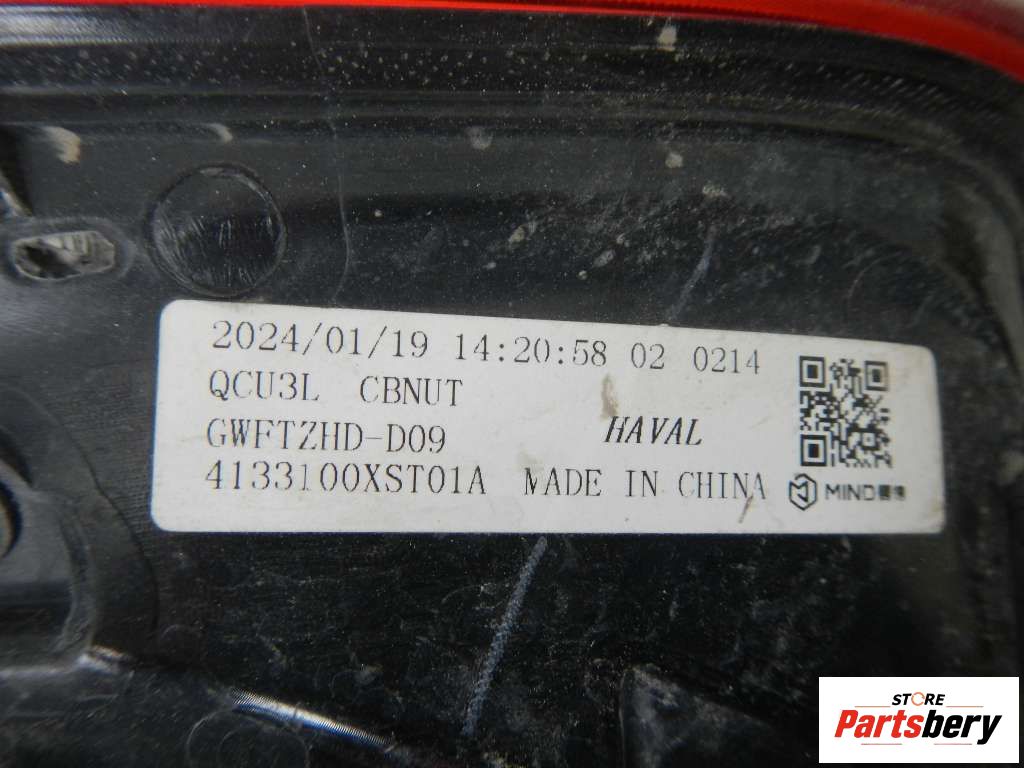 2024/01/19 14:20:58 02 0214
QCU3L CBNUT
GWFTZHD-D09 HAVAL
4133100XST01A MADE IN CHINA
MIND
STORE
Partsbery